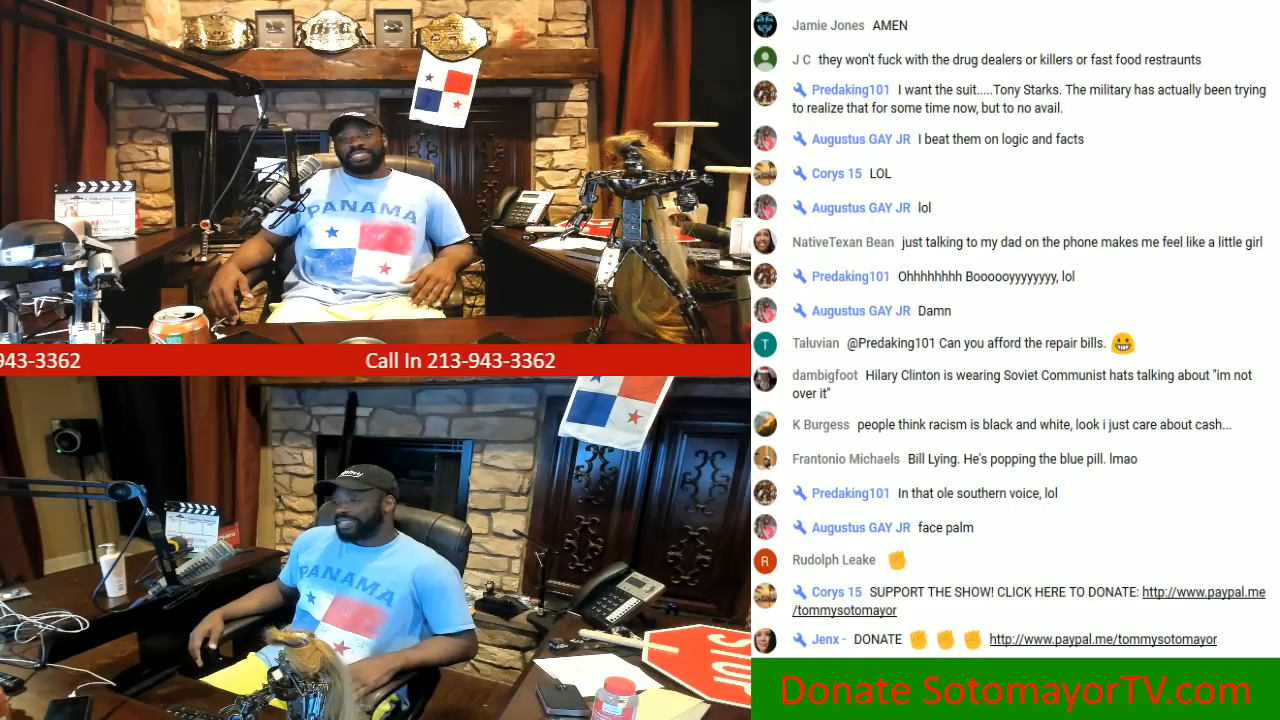 PANAMA
943-3362
Call In 213-943-3362
PANAMA
STOP
Jamie Jones AMEN
J C they won't fuck with the drug dealers or killers or fast food restraunts
Predaking101 I want the suit.....Tony Starks. The military has actually been trying
to realize that for some time now, but to no avail.
Augustus GAY JR I beat them on logic and facts
Corys 15 LOL
Augustus GAY JR lol
NativeTexan Bean just talking to my dad on the phone makes me feel like a little girl
Predaking101 Ohhhhhhhh Boooooyyyyyyyy, lol
Augustus GAY JR Damn
T Taluvian @Predaking101 Can you afford the repair bills. 😬
dambigfoot Hilary Clinton is wearing Soviet Communist hats talking about "im not
over it"
K Burgess people think racism is black and white, look i just care about cash...
Frantonio Michaels Bill Lying. He's popping the blue pill. lmao
Predaking101 In that ole southern voice, lol
Augustus GAY JR face palm
R Rudolph Leake ✊
Corys 15 SUPPORT THE SHOW! CLICK HERE TO DONATE: http://www.paypal.me
/tommysotomayor
Jenx - DONATE ✊ ✊ ✊ http://www.paypal.me/tommysotomayor
Donate SotomayorTV.com